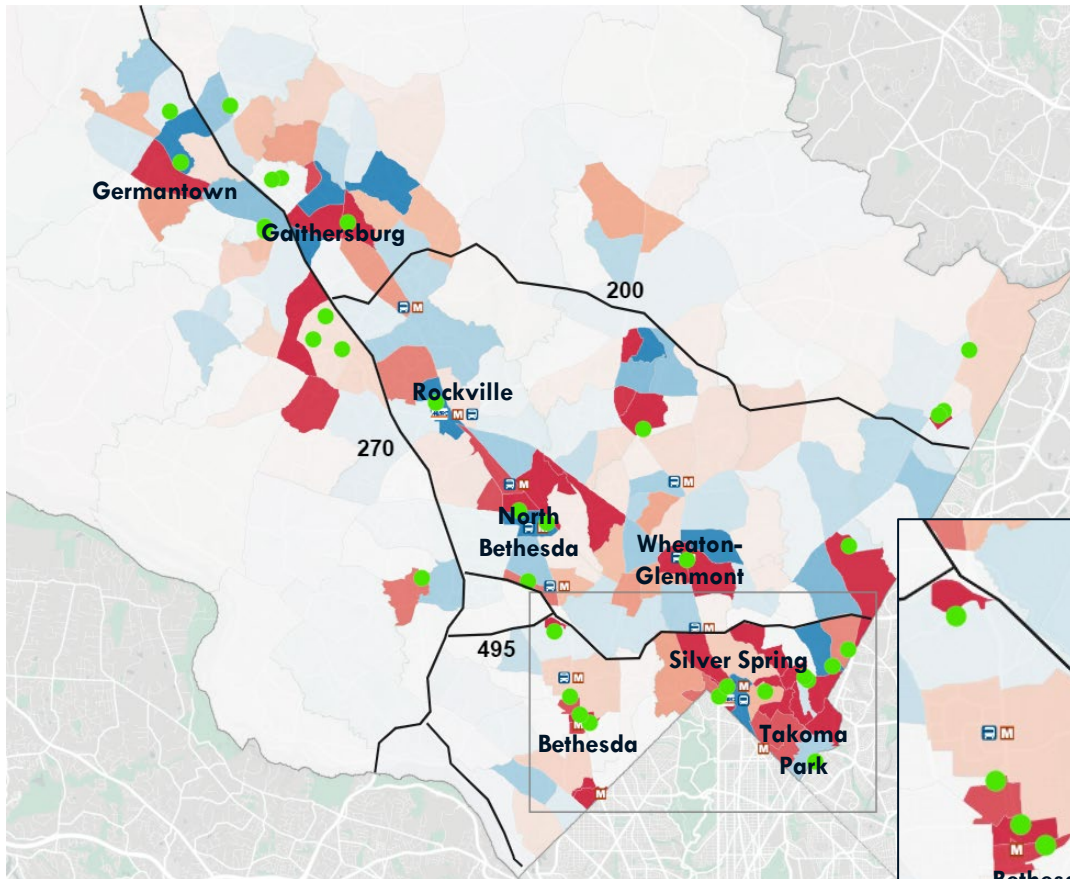 Germantown
Gaithersburg
200
Rockville
270
North
Bethesda
Wheaton-
Glenmont
495
Silver Spring
Bethesda
Takoma
Park
M
M
M
M
M
M
M
M
M
M
M
M
M
M